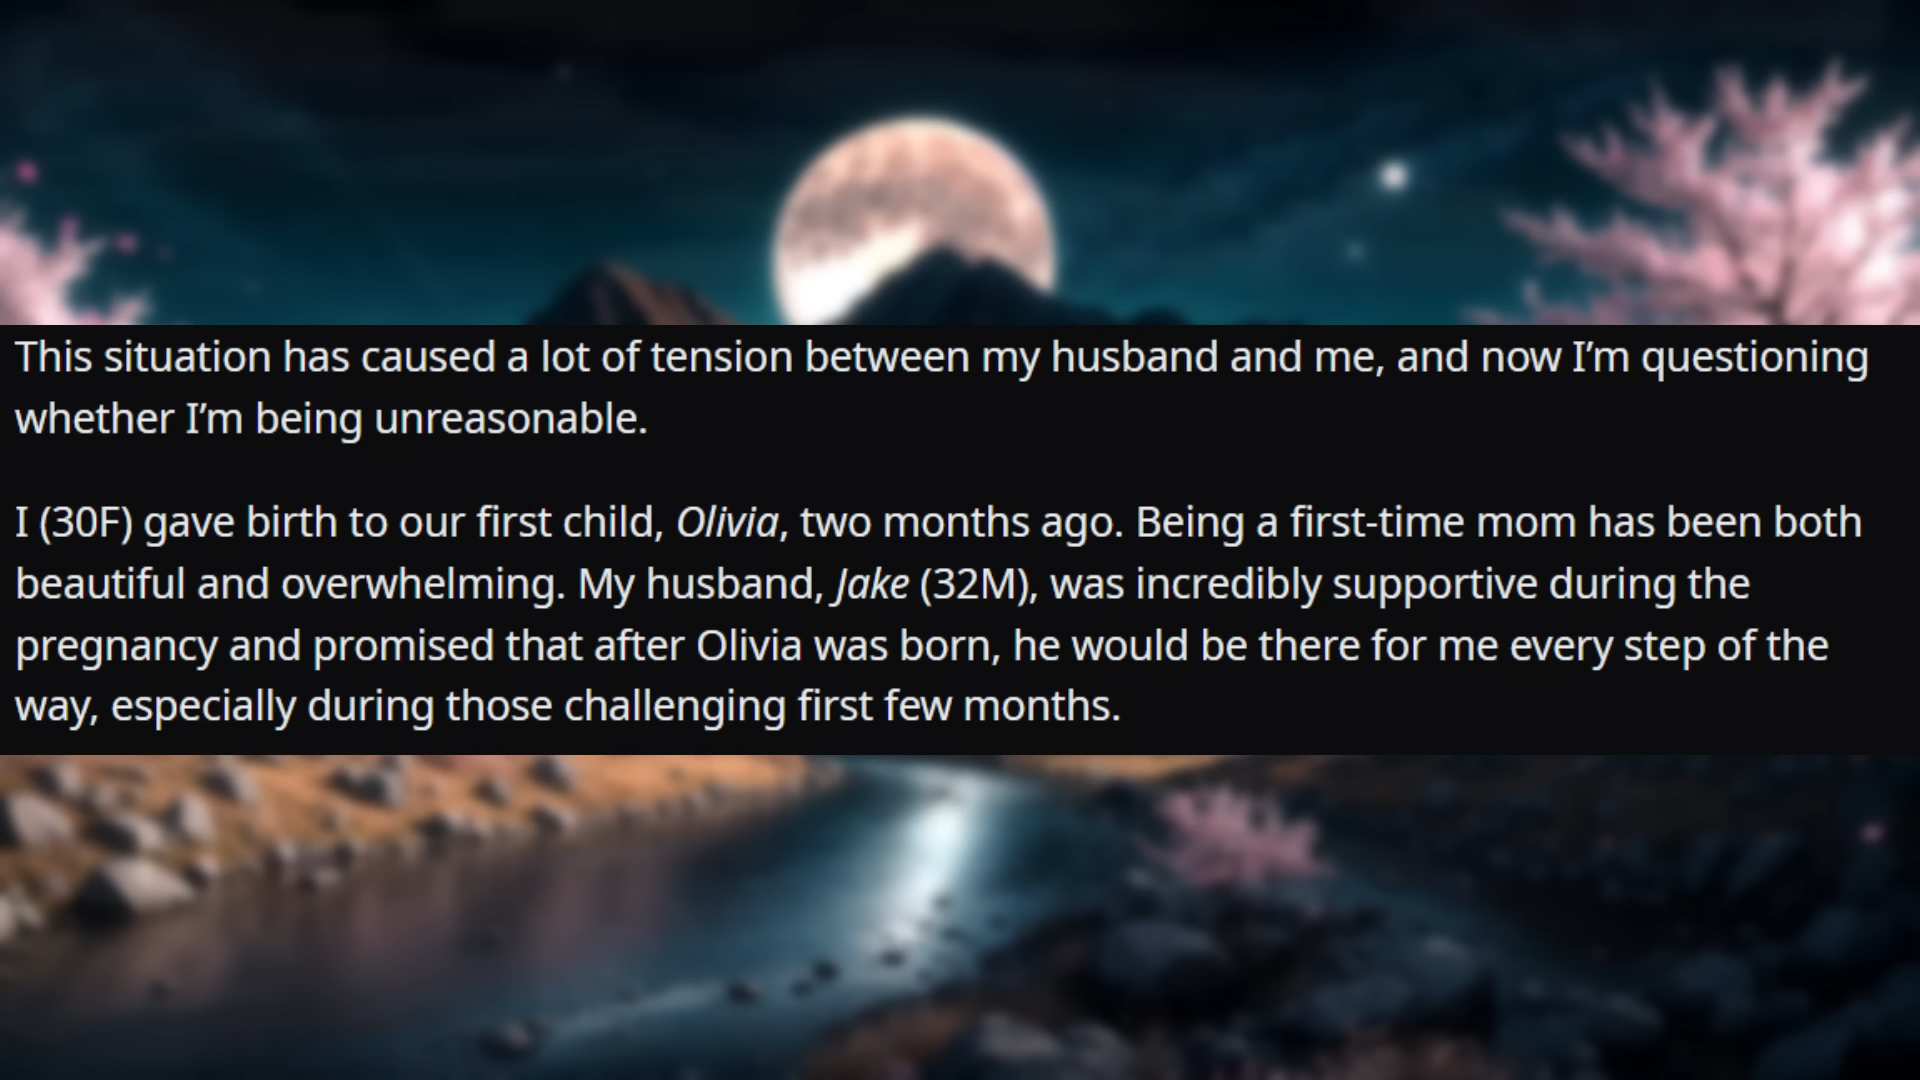 This situation has caused a lot of tension between my husband and me, and now I’m questioning
whether I’m being unreasonable.
I (30F) gave birth to our first child, Olivia, two months ago. Being a first-time mom has been both
beautiful and overwhelming. My husband, Jake (32M), was incredibly supportive during the
pregnancy and promised that after Olivia was born, he would be there for me every step of the
way, especially during those challenging first few months.